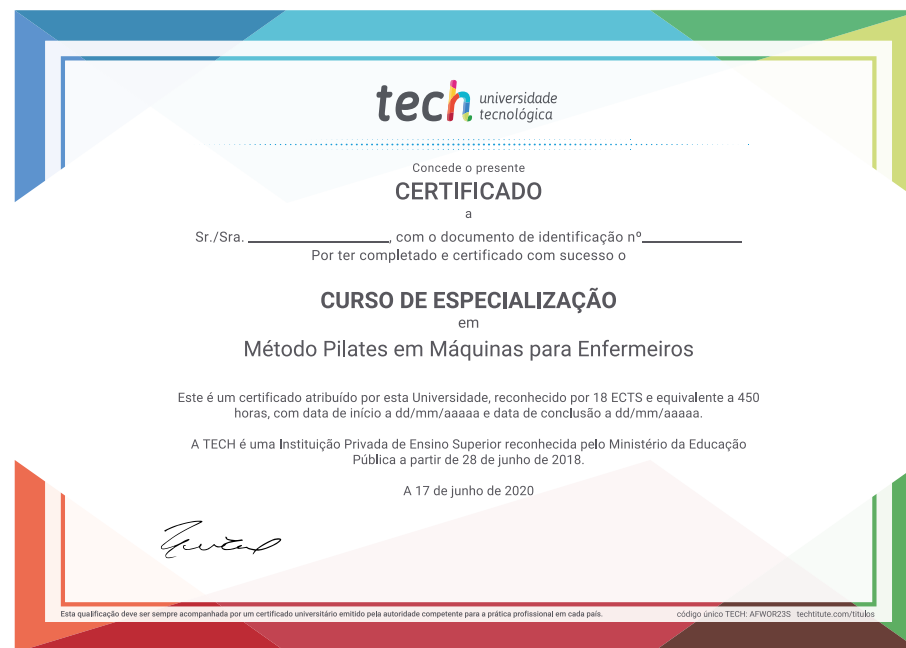 tech universidade
tecnológica
Concede o presente
CERTIFICADO
a
Sr./Sra. ____________, com o documento de identificação nº____________
Por ter completado e certificado com sucesso o
CURSO DE ESPECIALIZAÇÃO
em
Método Pilates em Máquinas para Enfermeiros
Este é um certificado atribuído por esta Universidade, reconhecido por 18 ECTS e equivalente a 450
horas, com data de início a dd/mm/aaaaa e data de conclusão a dd/mm/aaaaa.
A TECH é uma Instituição Privada de Ensino Superior reconhecida pelo Ministério da Educação
Pública a partir de 28 de junho de 2018.
A 17 de junho de 2020
Esta qualificação deve ser sempre acompanhada por um certificado universitário emitido pela autoridade competente para a prática profissional em cada país. código único TECH: AFWOR23S techtitute.com/titulos